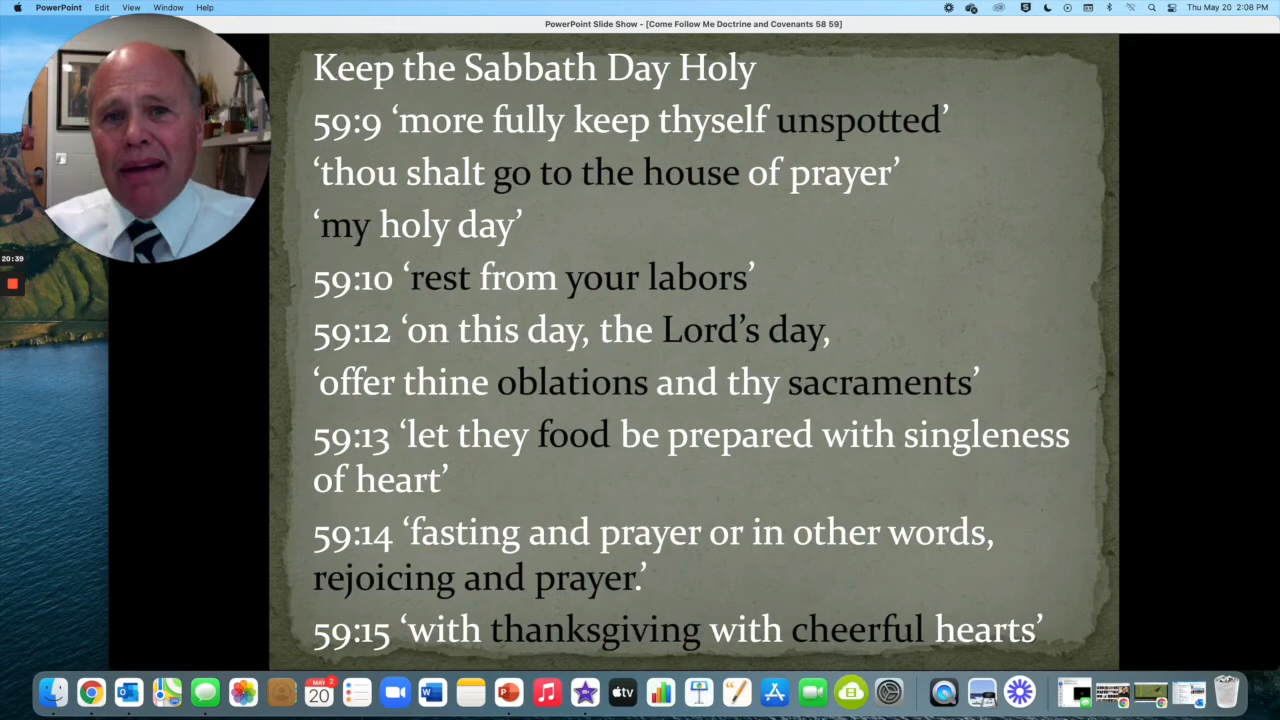 PowerPoint Edit View Window Help
Thu May 20 2:08 PM
PowerPoint Slide Show - [Come Follow Me Doctrine and Covenants 58 59]
Keep the Sabbath Day Holy
59:9 ‘more fully keep thyself unspotted’
‘thou shalt go to the house of prayer’
‘my holy day’
20:39
59:10 ‘rest from your labors’
59:12 ‘on this day, the Lord’s day,
‘offer thine oblations and thy sacraments’
59:13 ‘let they food be prepared with singleness
of heart’
59:14 ‘fasting and prayer or in other words,
rejoicing and prayer.’
59:15 ‘with thanksgiving with cheerful hearts’
MAY 2
20
tv